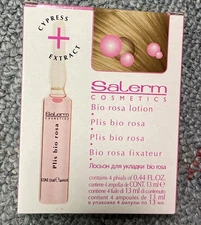 CYPRESS
+
EXTRACT
Salerm
COSMETICS
Bio rosa lotion
Plis bio rosa
Plis bio rosa
Bio rosa fixateur
Лосьон для укладки bio rosa
contains 4 phials of 0.44 FL.OZ.
contiene 4 ampollas de 13 ml
в упаковке 4 ампулы по 13 мл.
Salerm
COSMETICS
Plis bio rosa